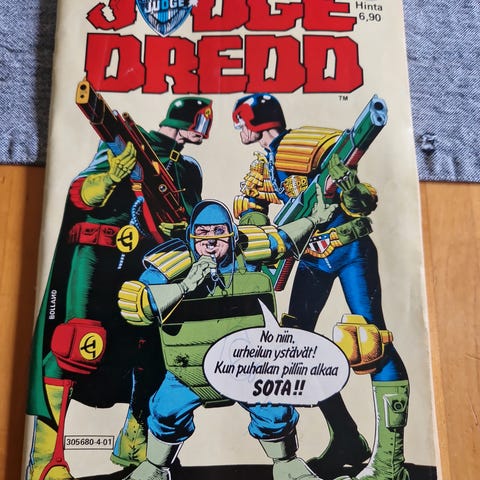 JUDGE
JUDGE
Hinta
6,90
DREDD
TM
BOLLAND
No niin,
urheilun ystävät!
Kun puhallan pilliin alkaa
SOTA!!
305680-4-01